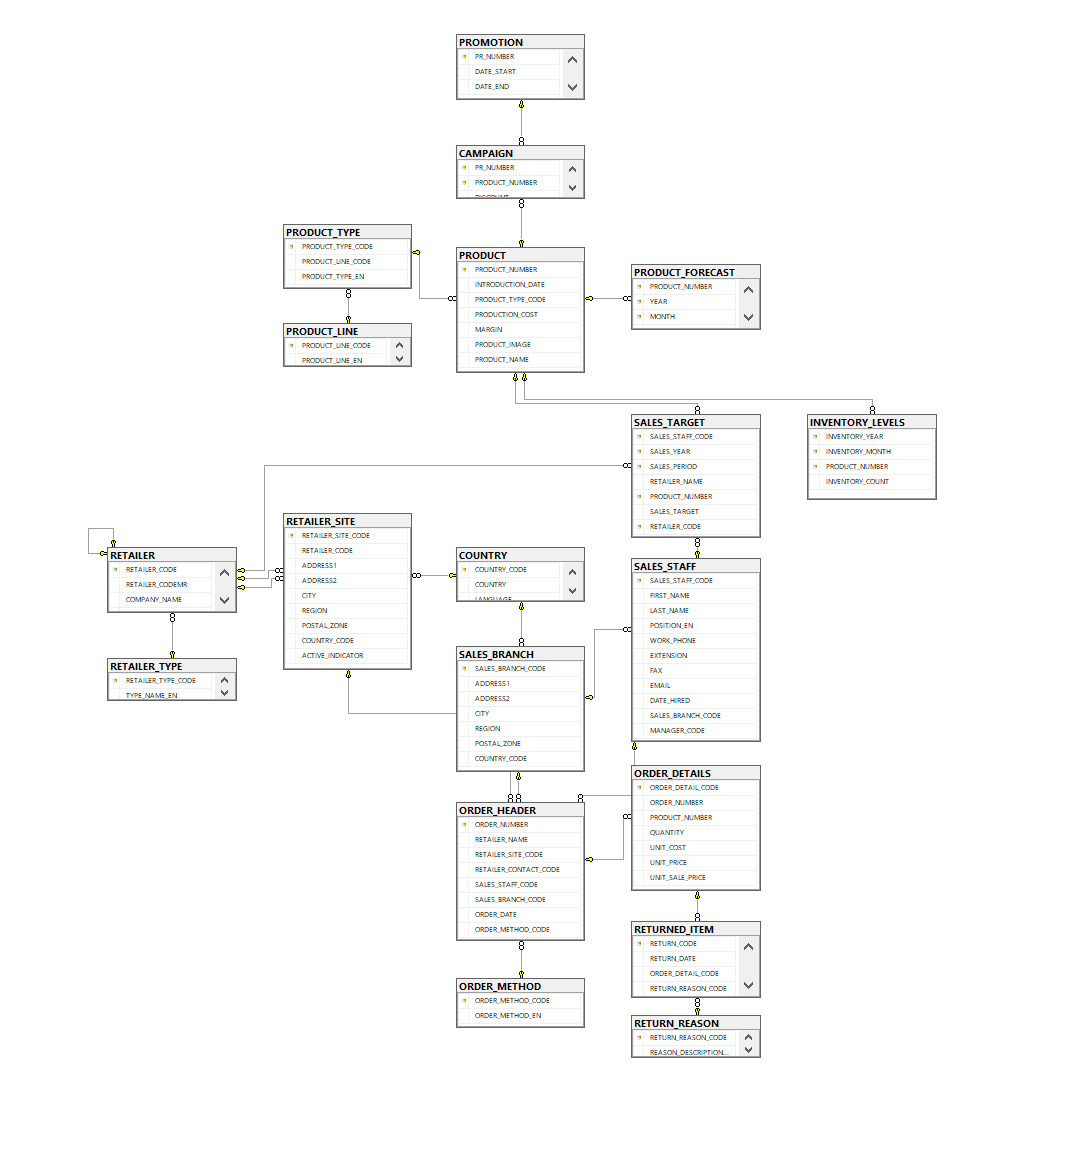 PROMOTION
PR_NUMBER
DATE_START
DATE_END
CAMPAIGN
PR_NUMBER
PRODUCT_NUMBER
PRODUCT_TYPE
PRODUCT_TYPE_CODE
PRODUCT_LINE_CODE
PRODUCT_TYPE_EN
PRODUCT
PRODUCT_NUMBER
INTRODUCTION_DATE
PRODUCT_TYPE_CODE
PRODUCTION_COST
MARGIN
PRODUCT_IMAGE
PRODUCT_NAME
PRODUCT_FORECAST
PRODUCT_NUMBER
YEAR
MONTH
PRODUCT_LINE
PRODUCT_LINE_CODE
PRODUCT_LINE_EN
SALES_TARGET
SALES_STAFF_CODE
SALES_YEAR
SALES_PERIOD
RETAILER_NAME
PRODUCT_NUMBER
SALES_TARGET
RETAILER_CODE
INVENTORY_LEVELS
INVENTORY_YEAR
INVENTORY_MONTH
PRODUCT_NUMBER
INVENTORY_COUNT
RETAILER_SITE
RETAILER_SITE_CODE
RETAILER_CODE
ADDRESS1
ADDRESS2
CITY
REGION
POSTAL_ZONE
COUNTRY_CODE
ACTIVE_INDICATOR
RETAILER
RETAILER_CODE
RETAILER_CODEMR
COMPANY_NAME
COUNTRY
COUNTRY_CODE
COUNTRY
LANGUAGE
SALES_STAFF
SALES_STAFF_CODE
FIRST_NAME
LAST_NAME
POSITION_EN
WORK_PHONE
EXTENSION
FAX
EMAIL
DATE_HIRED
SALES_BRANCH_CODE
MANAGER_CODE
RETAILER_TYPE
RETAILER_TYPE_CODE
TYPE_NAME_EN
SALES_BRANCH
SALES_BRANCH_CODE
ADDRESS1
ADDRESS2
CITY
REGION
POSTAL_ZONE
COUNTRY_CODE
ORDER_DETAILS
ORDER_DETAIL_CODE
ORDER_NUMBER
PRODUCT_NUMBER
QUANTITY
UNIT_COST
UNIT_PRICE
UNIT_SALE_PRICE
ORDER_HEADER
ORDER_NUMBER
RETAILER_NAME
RETAILER_SITE_CODE
RETAILER_CONTACT_CODE
SALES_STAFF_CODE
SALES_BRANCH_CODE
ORDER_DATE
ORDER_METHOD_CODE
RETURNED_ITEM
RETURN_CODE
RETURN_DATE
ORDER_DETAIL_CODE
RETURN_REASON_CODE
ORDER_METHOD
ORDER_METHOD_CODE
ORDER_METHOD_EN
RETURN_REASON
RETURN_REASON_CODE
REASON_DESCRIPTION...